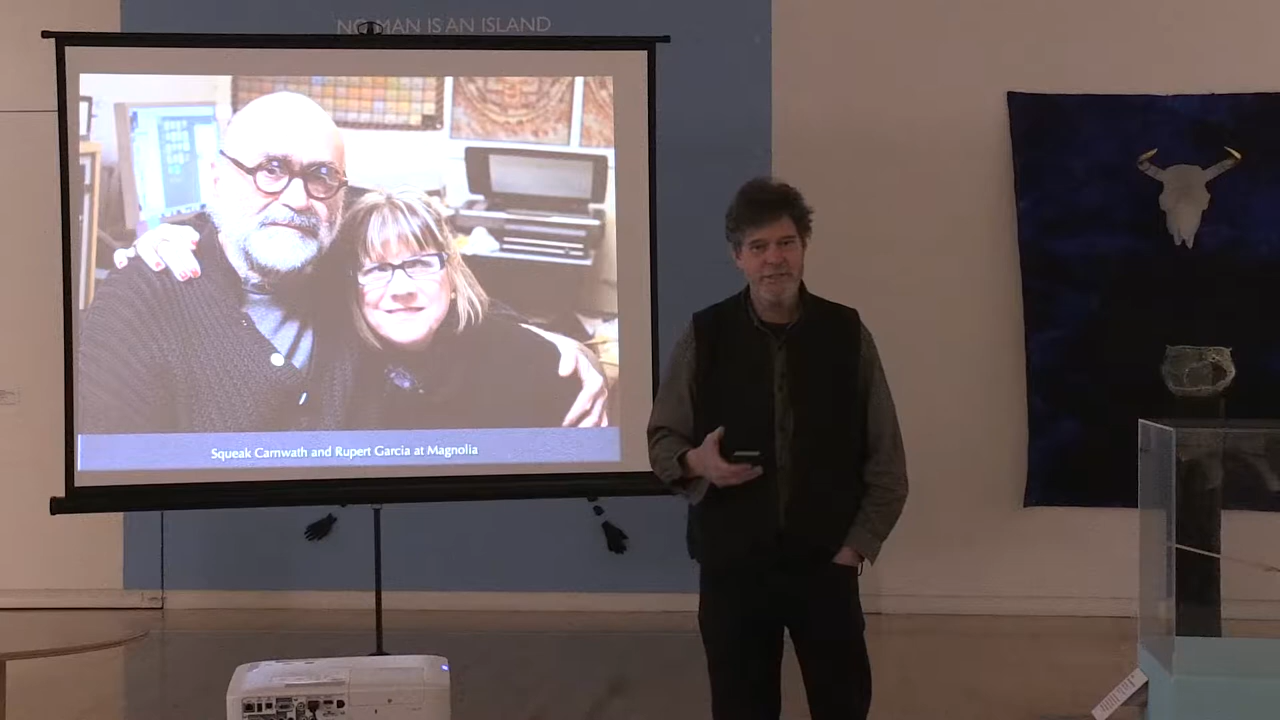 NO MAN IS AN ISLAND
Squeak Carnwath and Rupert Garcia at Magnolia